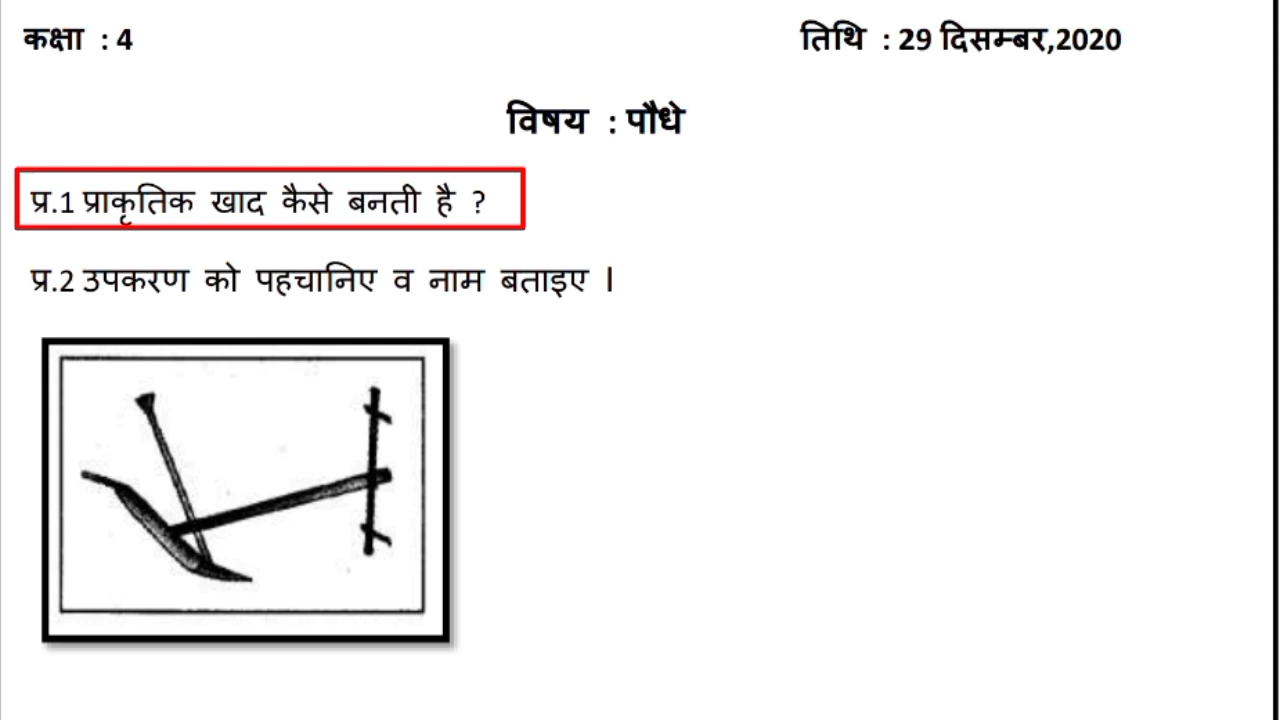 कक्षा : 4
तिथि : 29 दिसम्बर,2020
विषय : पौधे
प्र.1 प्राकृतिक खाद कैसे बनती है ?
प्र.2 उपकरण को पहचानिए व नाम बताइए ।